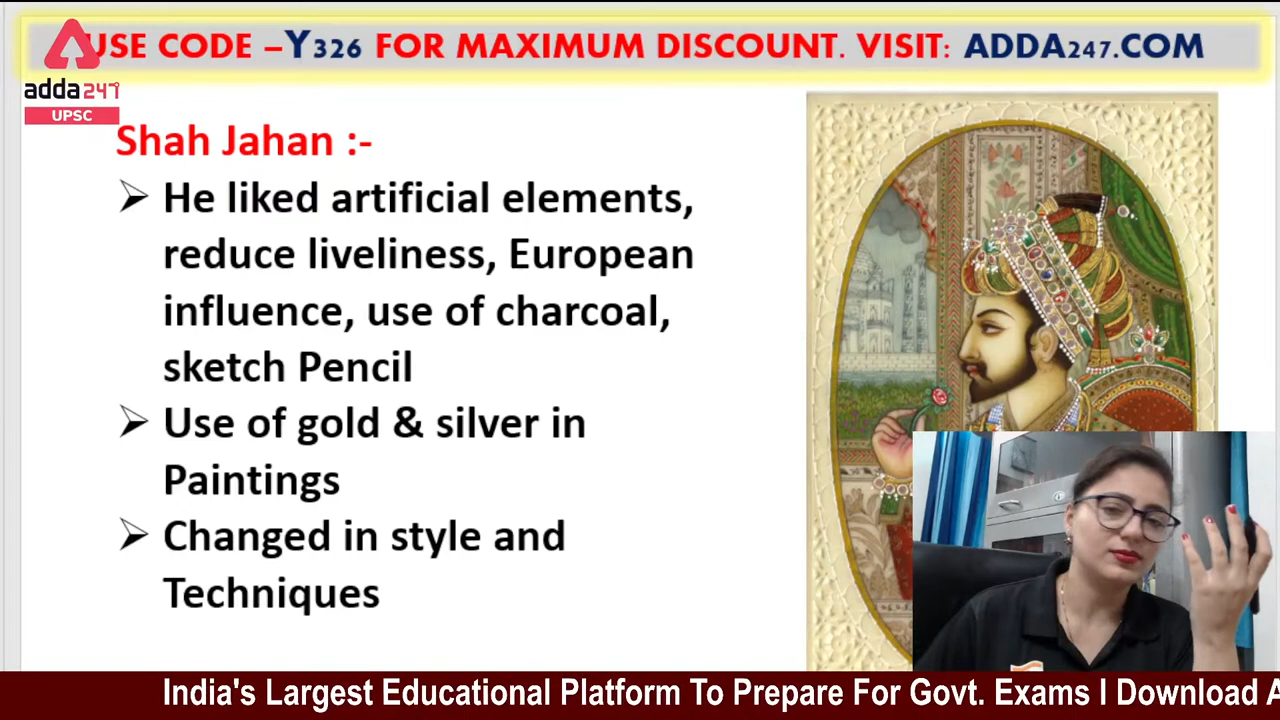 USE CODE –Y326 FOR MAXIMUM DISCOUNT. VISIT: ADDA247.COM
adda247
UPSC
Shah Jahan :-
➢ He liked artificial elements,
reduce liveliness, European
influence, use of charcoal,
sketch Pencil
➢ Use of gold & silver in
Paintings
➢ Changed in style and
Techniques
India's Largest Educational Platform To Prepare For Govt. Exams I Download A